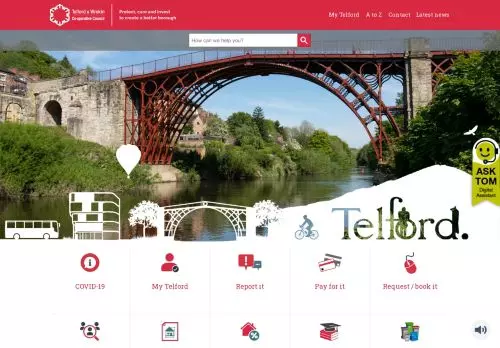 Telford & Wrekin
Co-operative Council
Protect, care and invest
to create a better borough
My Telford
A to Z
Contact
Latest news
How can we help you?
ASK
TOM
Digital
Assistant
Telford.
COVID-19
My Telford
Report it
Pay for it
Request / book it